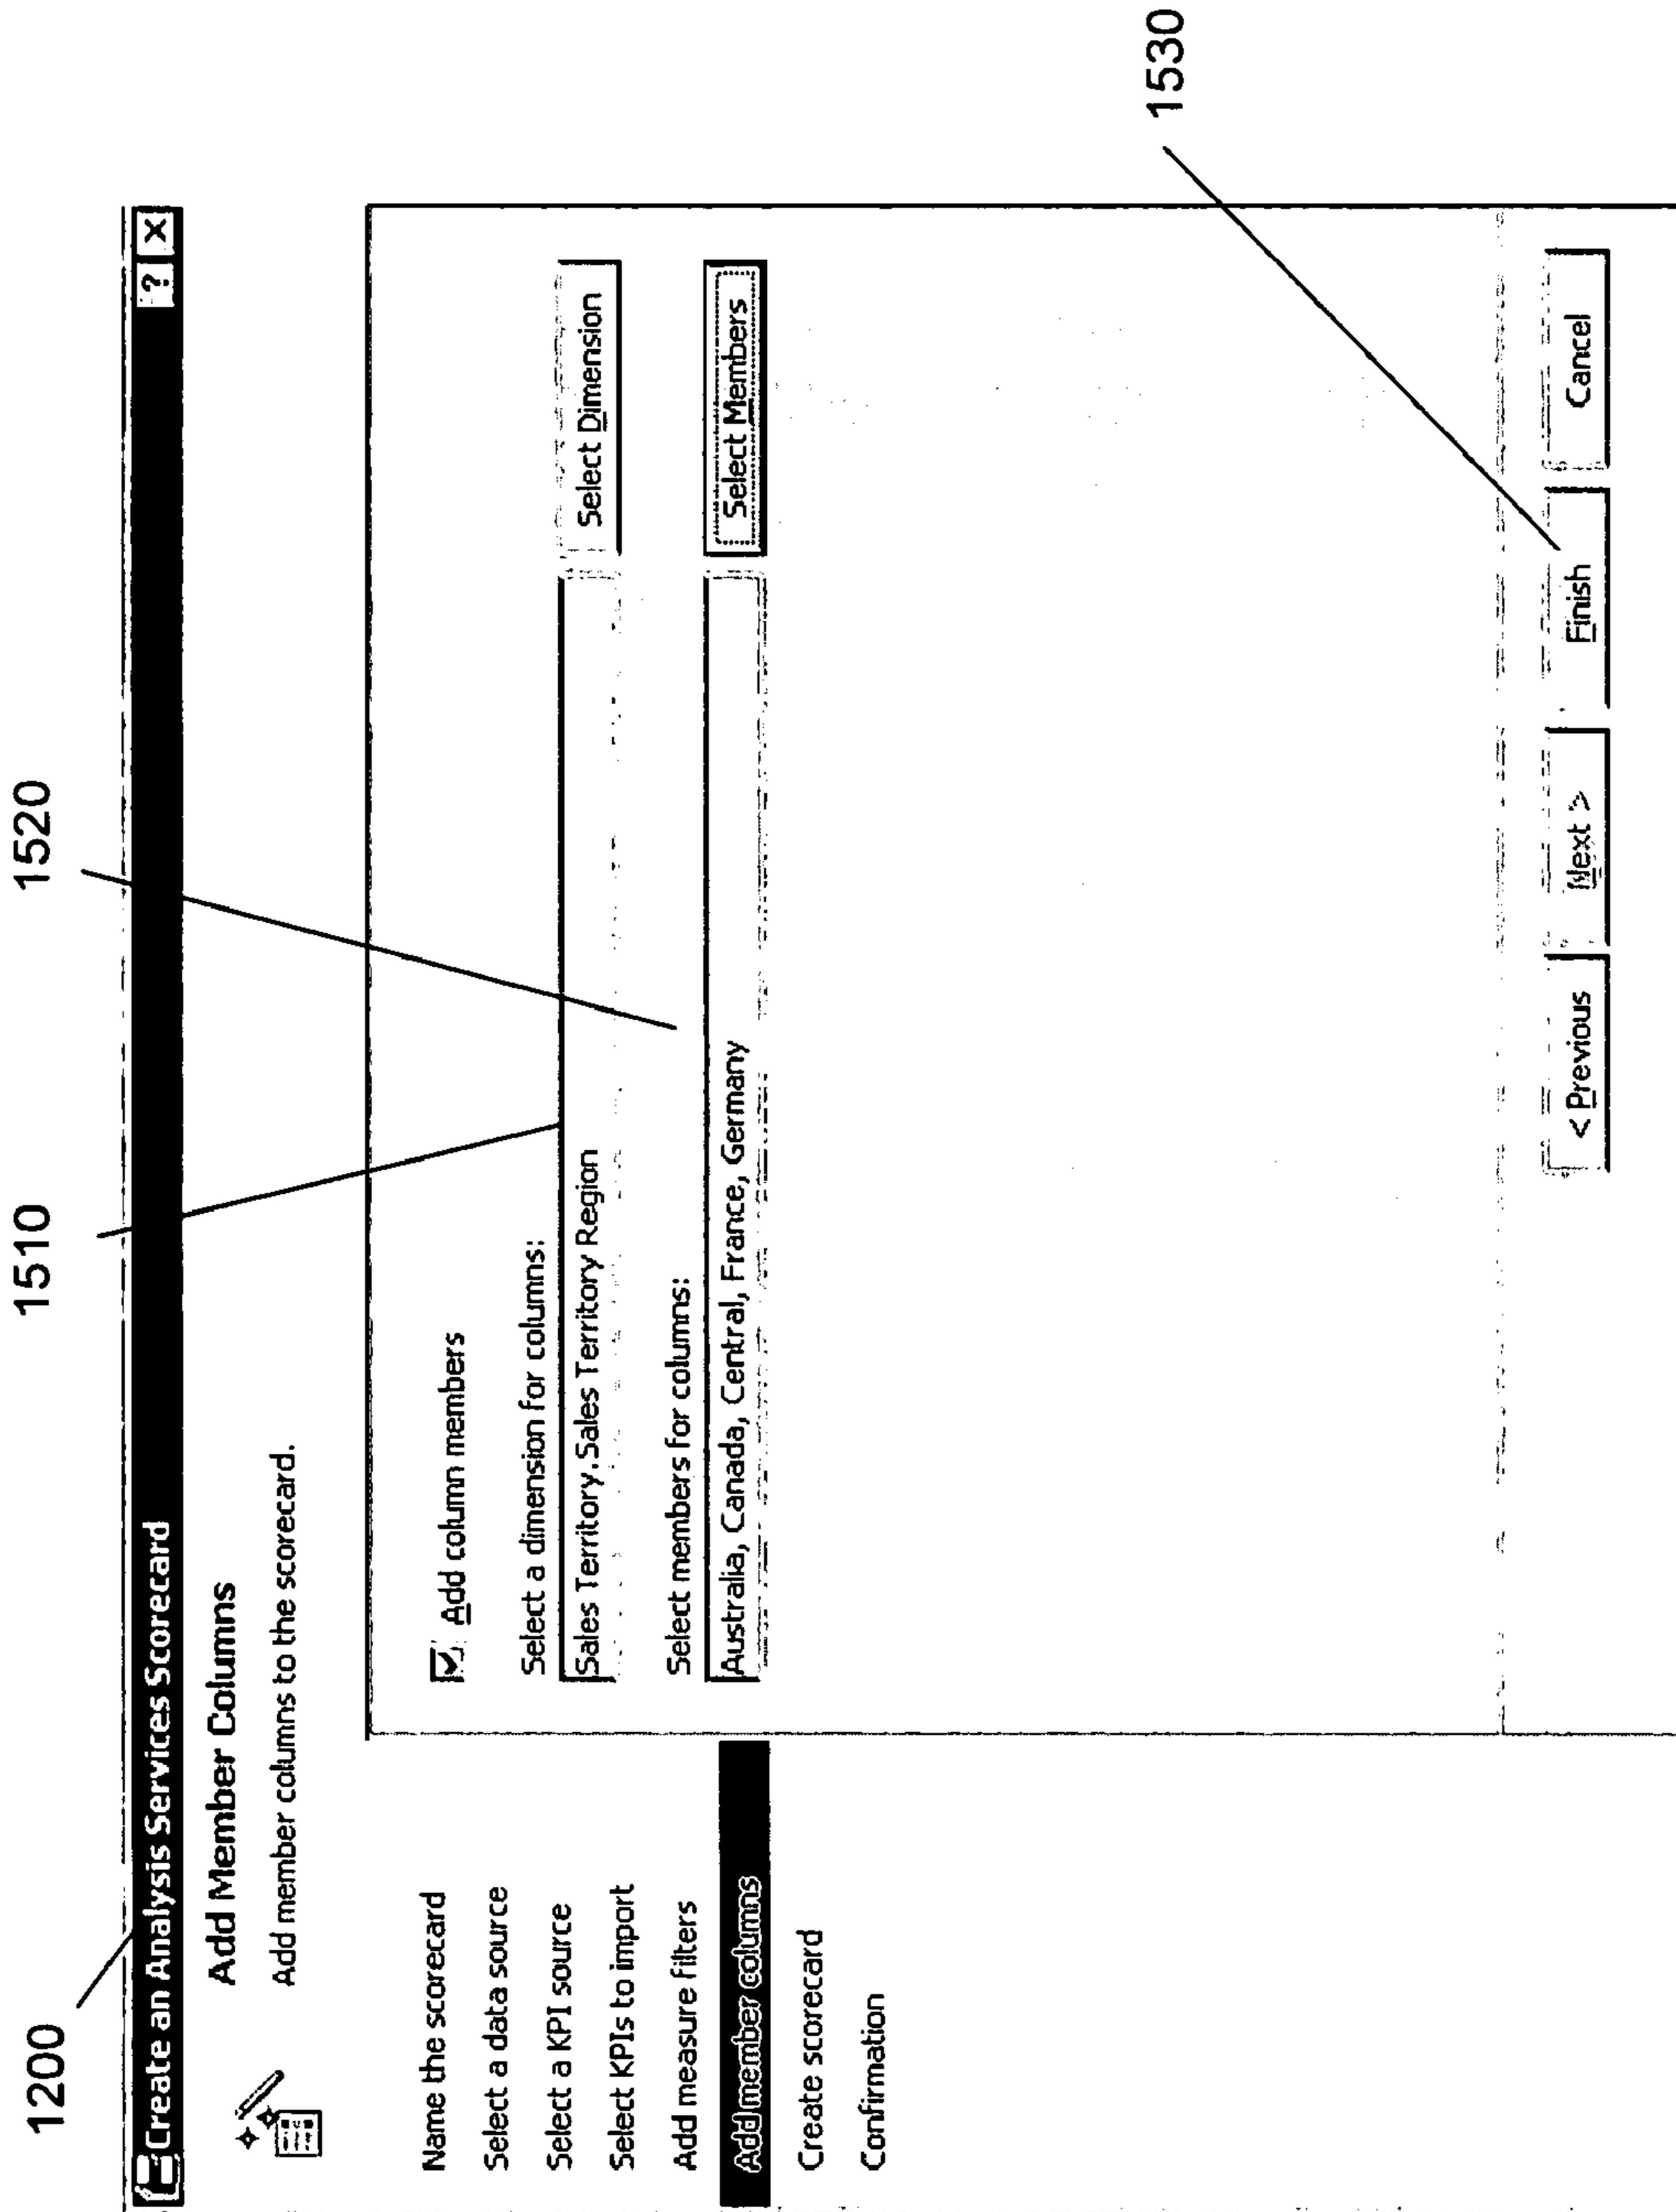 1200
1510
1520
Create an Analysis Services Scorecard ? X
Add Member Columns
Add member columns to the scorecard.
Name the scorecard
Select a data source
Select a KPI source
Select KPIs to import
Add measure filters
Add member columns
Create scorecard
Confirmation
Add column members
Select a dimension for columns:
Sales Territory.Sales Territory Region
Select Dimension
Select members for columns:
Australia, Canada, Central, France, Germany
Select Members
1530
< Previous
Next >
Finish
Cancel